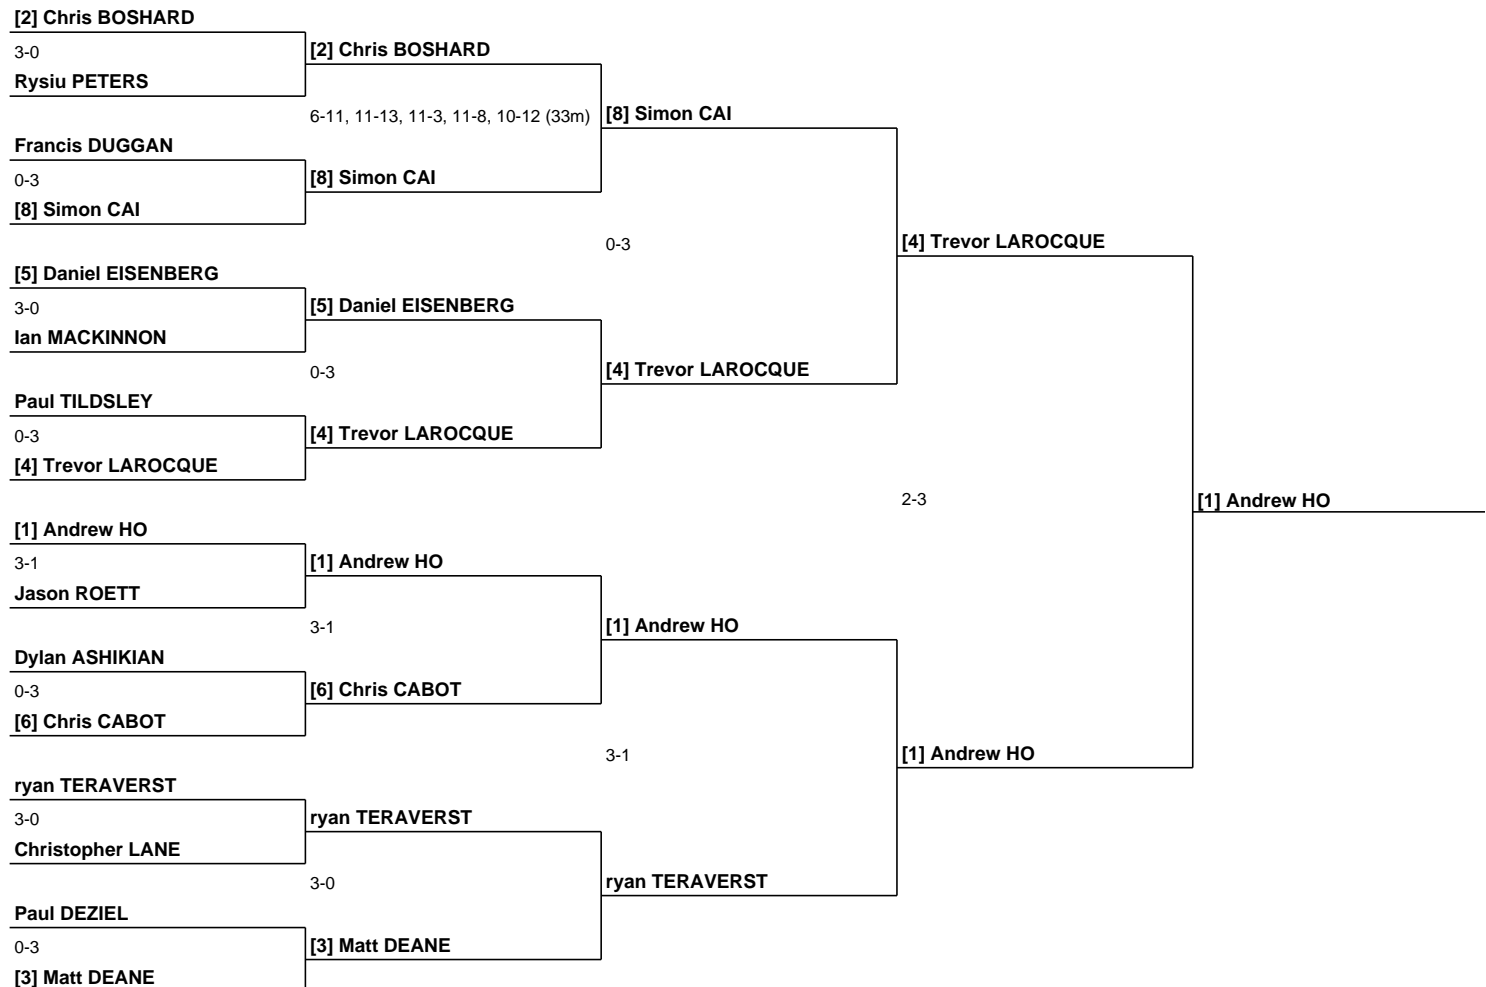 [2] Chris BOSHARD
3-0
Rysiu PETERS
Francis DUGGAN
0-3
[8] Simon CAI
[5] Daniel EISENBERG
3-0
Ian MACKINNON
Paul TILDSLEY
0-3
[4] Trevor LAROCQUE
[1] Andrew HO
3-1
Jason ROETT
Dylan ASHIKIAN
0-3
[6] Chris CABOT
ryan TERAVERST
3-0
Christopher LANE
Paul DEZIEL
0-3
[3] Matt DEANE
[2] Chris BOSHARD
6-11, 11-13, 11-3, 11-8, 10-12 (33m)
[8] Simon CAI
[5] Daniel EISENBERG
0-3
[4] Trevor LAROCQUE
[1] Andrew HO
3-1
[6] Chris CABOT
ryan TERAVERST
3-0
[3] Matt DEANE
[8] Simon CAI
0-3
[4] Trevor LAROCQUE
[1] Andrew HO
3-1
ryan TERAVERST
[4] Trevor LAROCQUE
2-3
[1] Andrew HO
[1] Andrew HO